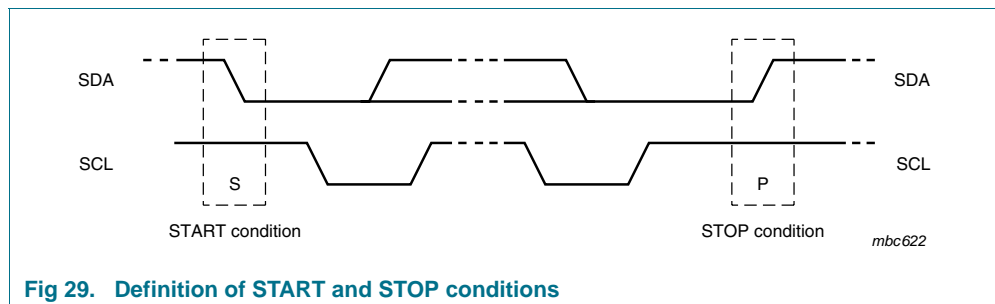 SDA
SDA
SCL
SCL
S
P
START condition
STOP condition
mbc622
Fig 29. Definition of START and STOP conditions